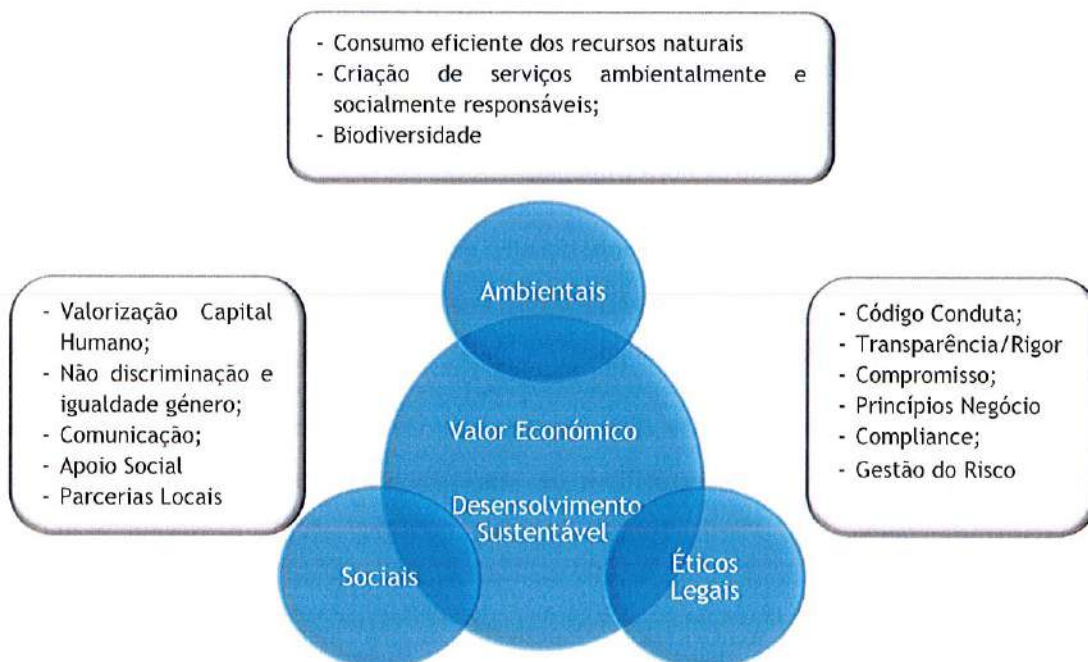 - Consumo eficiente dos recursos naturais
- Criação de serviços ambientalmente e
socialmente responsáveis;
- Biodiversidade
Ambientais
- Valorização Capital
Humano;
- Não discriminação e
igualdade género;
- Comunicação;
- Apoio Social
- Parcerias Locais
Valor Económico
Desensolvimento
Sustentável
Sociais
Éticos
Legais
- Código Conduta;
- Transparência/Rigor
- Compromisso;
- Princípios Negócio
- Compliance;
- Gestão do Risco